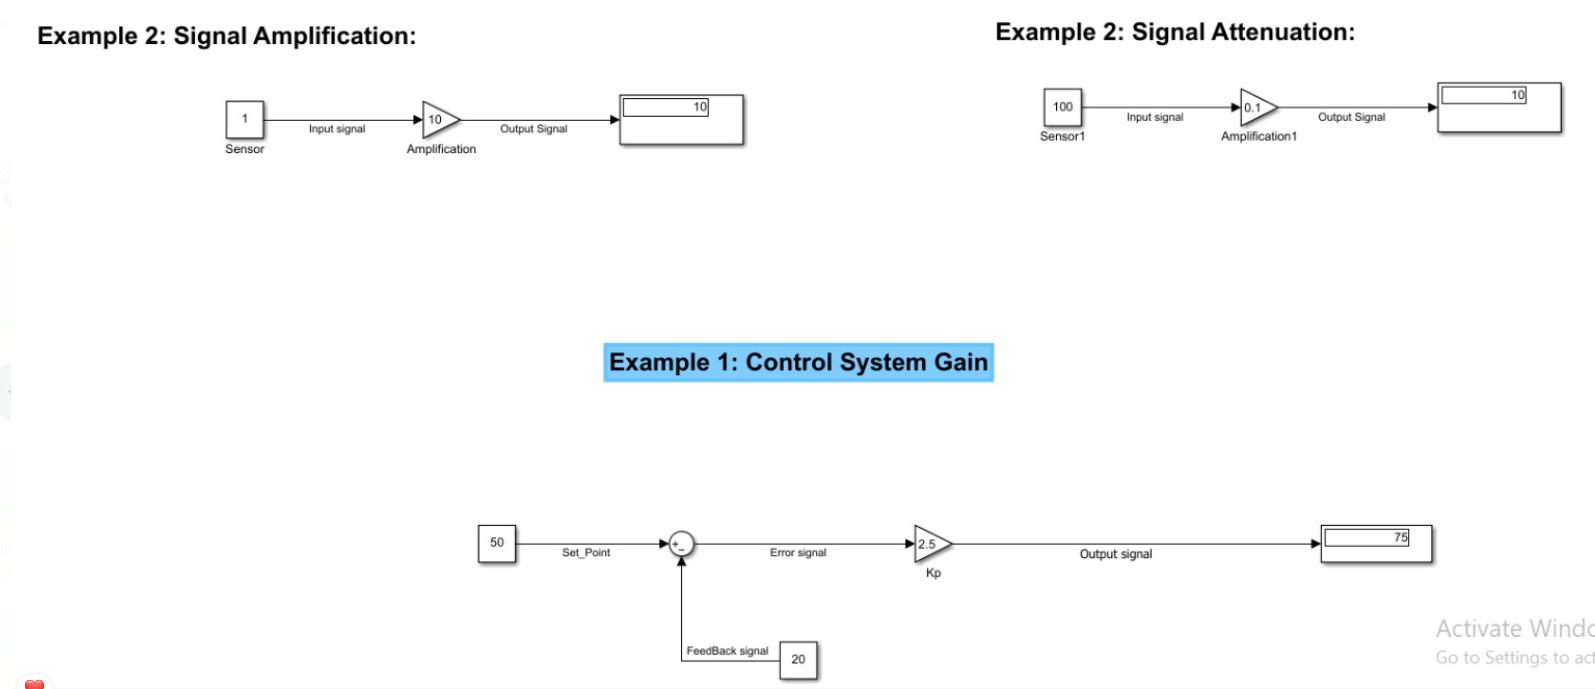 Example 2: Signal Amplification:
Example 2: Signal Attenuation:
1
Input signal
10
Output Signal
10
Sensor
Amplification
100
Input signal
0.1
Output Signal
10
Sensor1
Amplification1
Example 1: Control System Gain
50
Set_Point
+
_
Error signal
2.5
Output signal
75
Kp
FeedBack signal
20
Activate Windo
Go to Settings to act